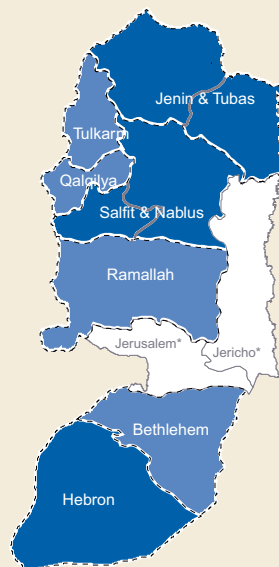 Jenin & Tubas
Tulkarm
Qalqilya
Salfit & Nablus
Ramallah
Jerusalem*
Jericho*
Bethlehem
Hebron